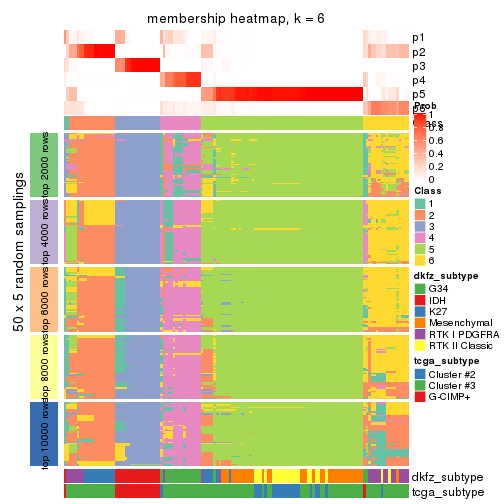 membership heatmap, k = 6
p1
p2
p3
p4
p5
p6
Prob
1
0.8
0.6
0.4
0.2
0
Class
Class
1
2
3
4
5
6
dkfz_subtype
G34
IDH
K27
Mesenchymal
RTK I PDGFRA
RTK II Classic
tcga_subtype
Cluster #2
Cluster #3
G-CIMP+
50 x 5 random samplings
top 2000 rows
top 4000 rows
top 6000 rows
top 8000 rows
top 10000 rows
dkfz_subtype
tcga_subtype